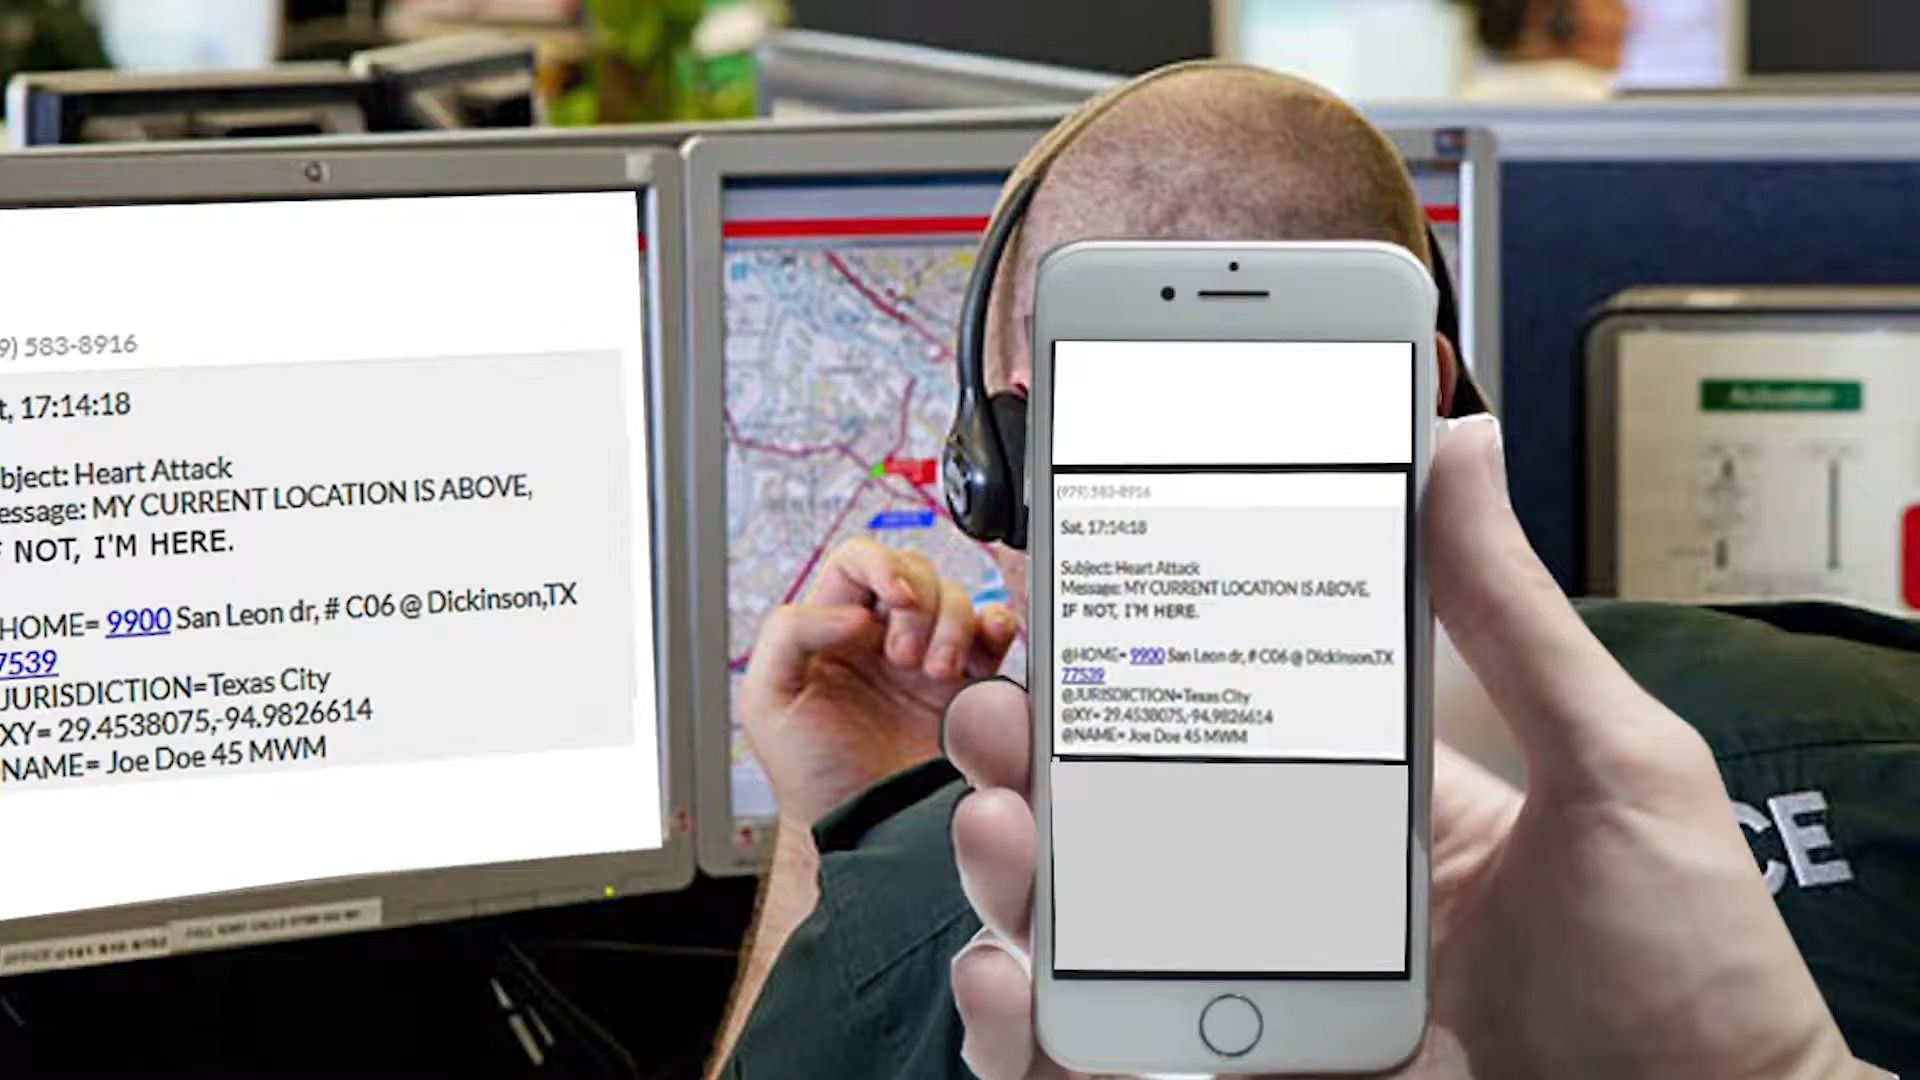 9) 583-8916
t, 17:14:18
bject: Heart Attack
essage: MY CURRENT LOCATION IS ABOVE,
F NOT, I'M HERE.
HOME= 9900 San Leon dr, # C06 @ Dickinson,TX
77539
JURISDICTION=Texas City
XY= 29.4538075,-94.9826614
NAME= Joe Doe 45 MWM
(979) 583-8916
Sat, 17:14:18
Subject: Heart Attack
Message: MY CURRENT LOCATION IS ABOVE,
IF NOT, I'M HERE.
@HOME= 9900 San Leon dr, # C06 @ Dickinson,TX
77539
@JURISDICTION=Texas City
@XY= 29.4538075,-94.9826614
@NAME= Joe Doe 45 MWM
CE